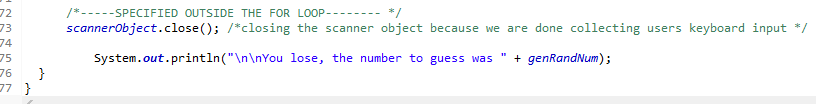 72 /*-----SPECIFIED OUTSIDE THE FOR LOOP-------- */
73 scannerObject.close(); /*closing the scanner object because we are done collecting users keyboard input */
74
75 System.out.println("\n\nYou lose, the number to guess was " + genRandNum);
76 }
77 }